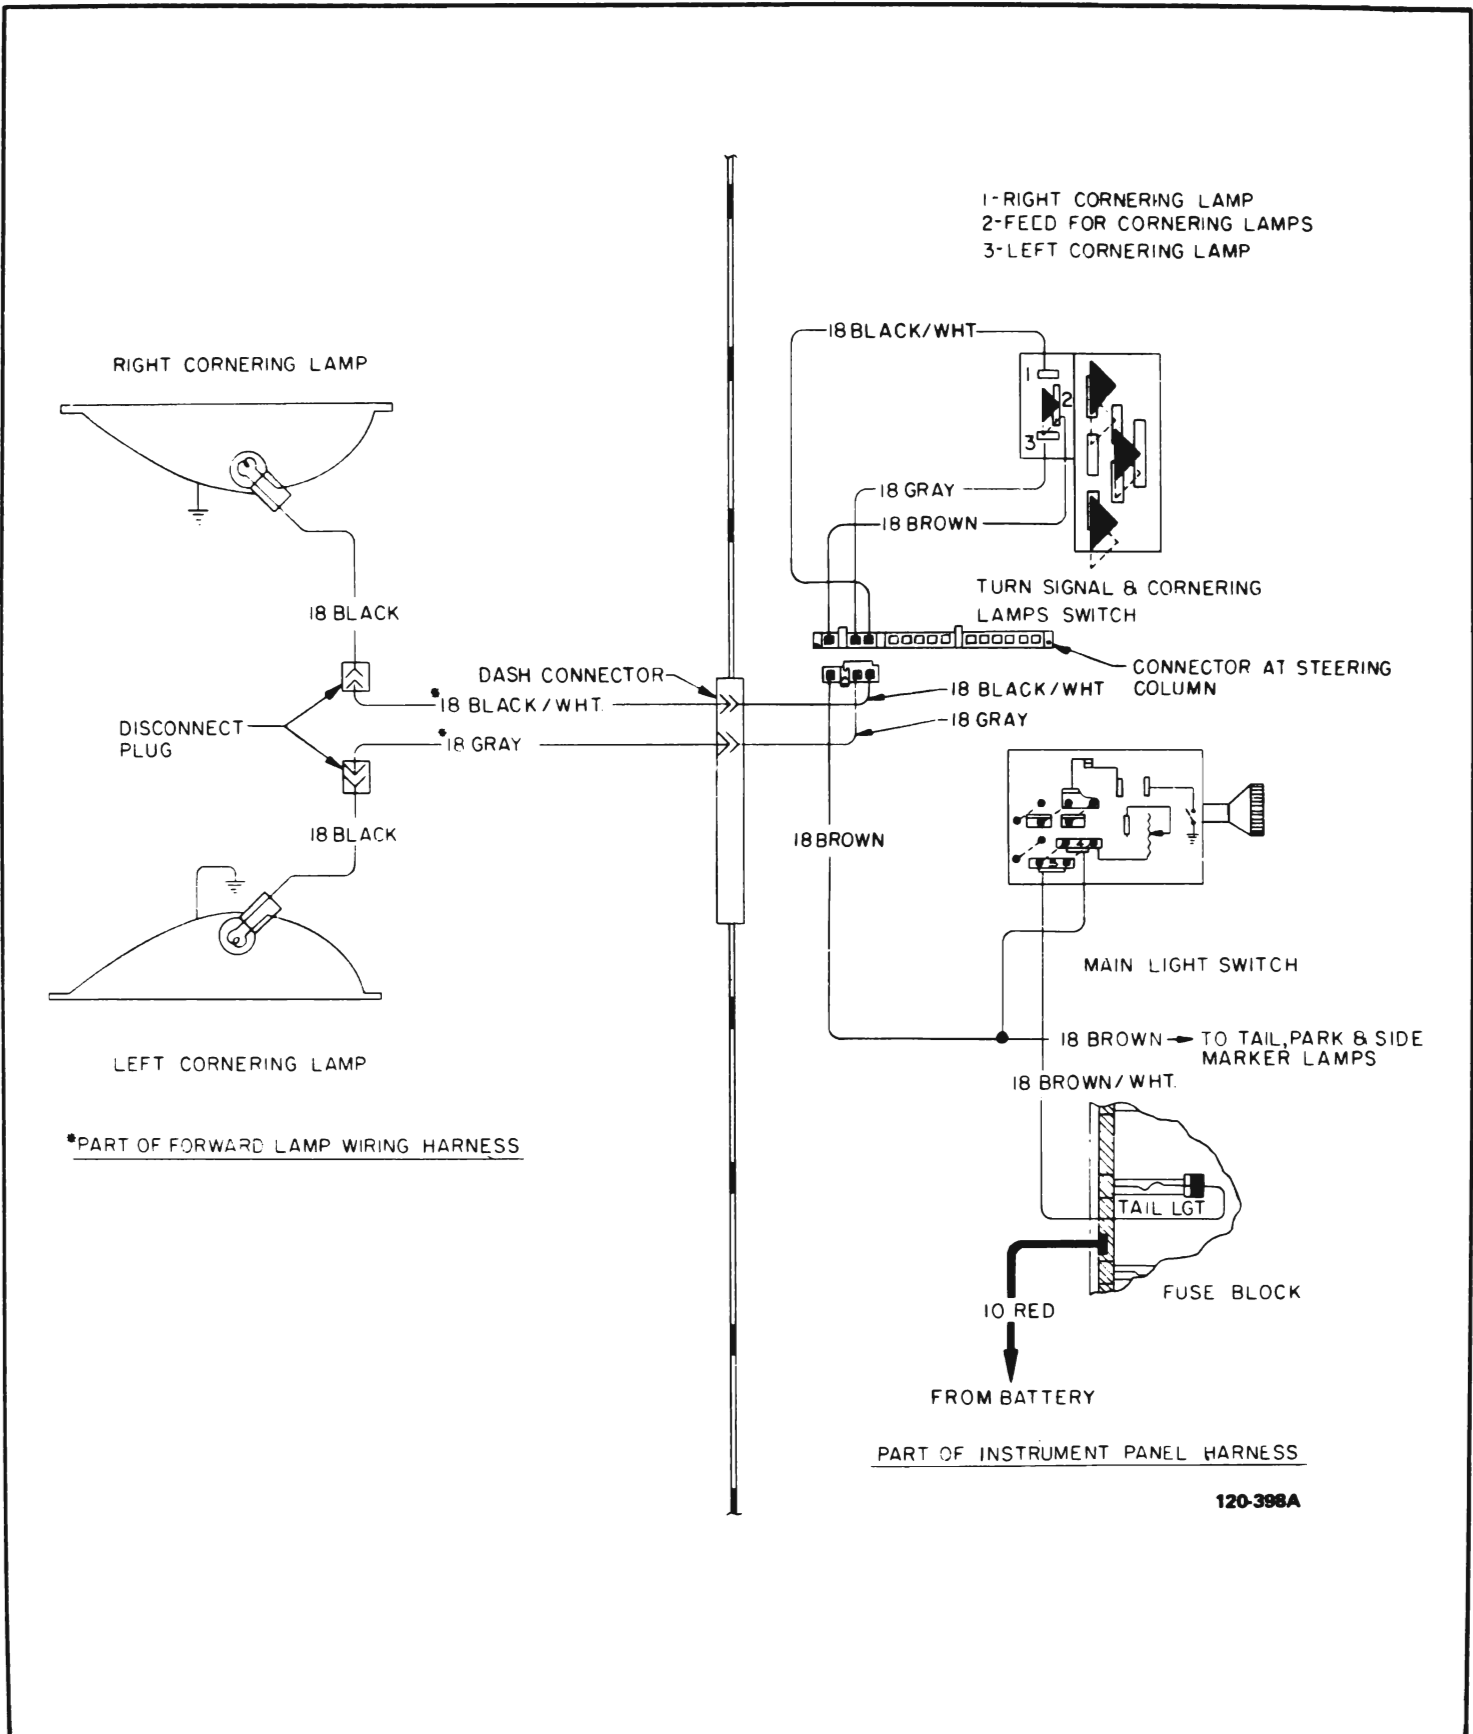 1-RIGHT CORNERING LAMP
2-FEED FOR CORNERING LAMPS
3-LEFT CORNERING LAMP
18 BLACK/WHT
RIGHT CORNERING LAMP
1
2
3
18 GRAY
18 BROWN
TURN SIGNAL & CORNERING
LAMPS SWITCH
18 BLACK
DASH CONNECTOR
CONNECTOR AT STEERING
COLUMN
18 BLACK/WHT
*18 BLACK/WHT.
18 GRAY
DISCONNECT
PLUG
*18 GRAY
18 BLACK
18 BROWN
4
5
MAIN LIGHT SWITCH
18 BROWN
TO TAIL, PARK & SIDE
MARKER LAMPS
LEFT CORNERING LAMP
18 BROWN/WHT.
*PART OF FORWARD LAMP WIRING HARNESS
TAIL LGT
FUSE BLOCK
10 RED
FROM BATTERY
PART OF INSTRUMENT PANEL HARNESS
120-398A